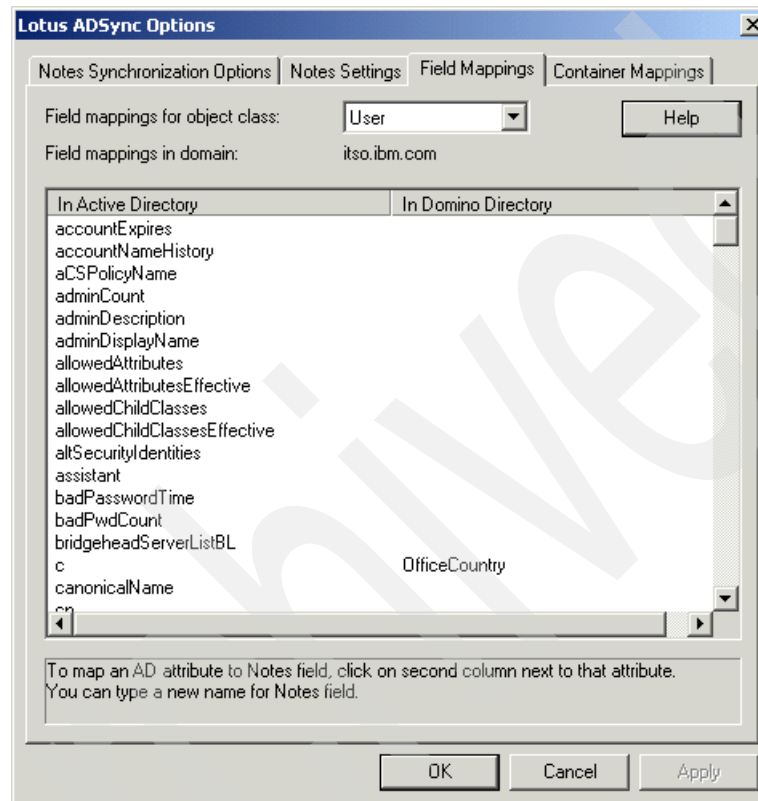 Lotus ADSync Options
Notes Synchronization Options Notes Settings Field Mappings Container Mappings
Field mappings for object class: User Help
Field mappings in domain: itso.ibm.com
In Active Directory In Domino Directory
accountExpires
accountNameHistory
aCSPolicyName
adminCount
adminDescription
adminDisplayName
allowedAttributes
allowedAttributesEffective
allowedChildClasses
allowedChildClassesEffective
altSecurityIdentities
assistant
badPasswordTime
badPwdCount
bridgeheadServerListBL
c OfficeCountry
canonicalName
cn
To map an AD attribute to Notes field, click on second column next to that attribute.
You can type a new name for Notes field.
OK Cancel Apply